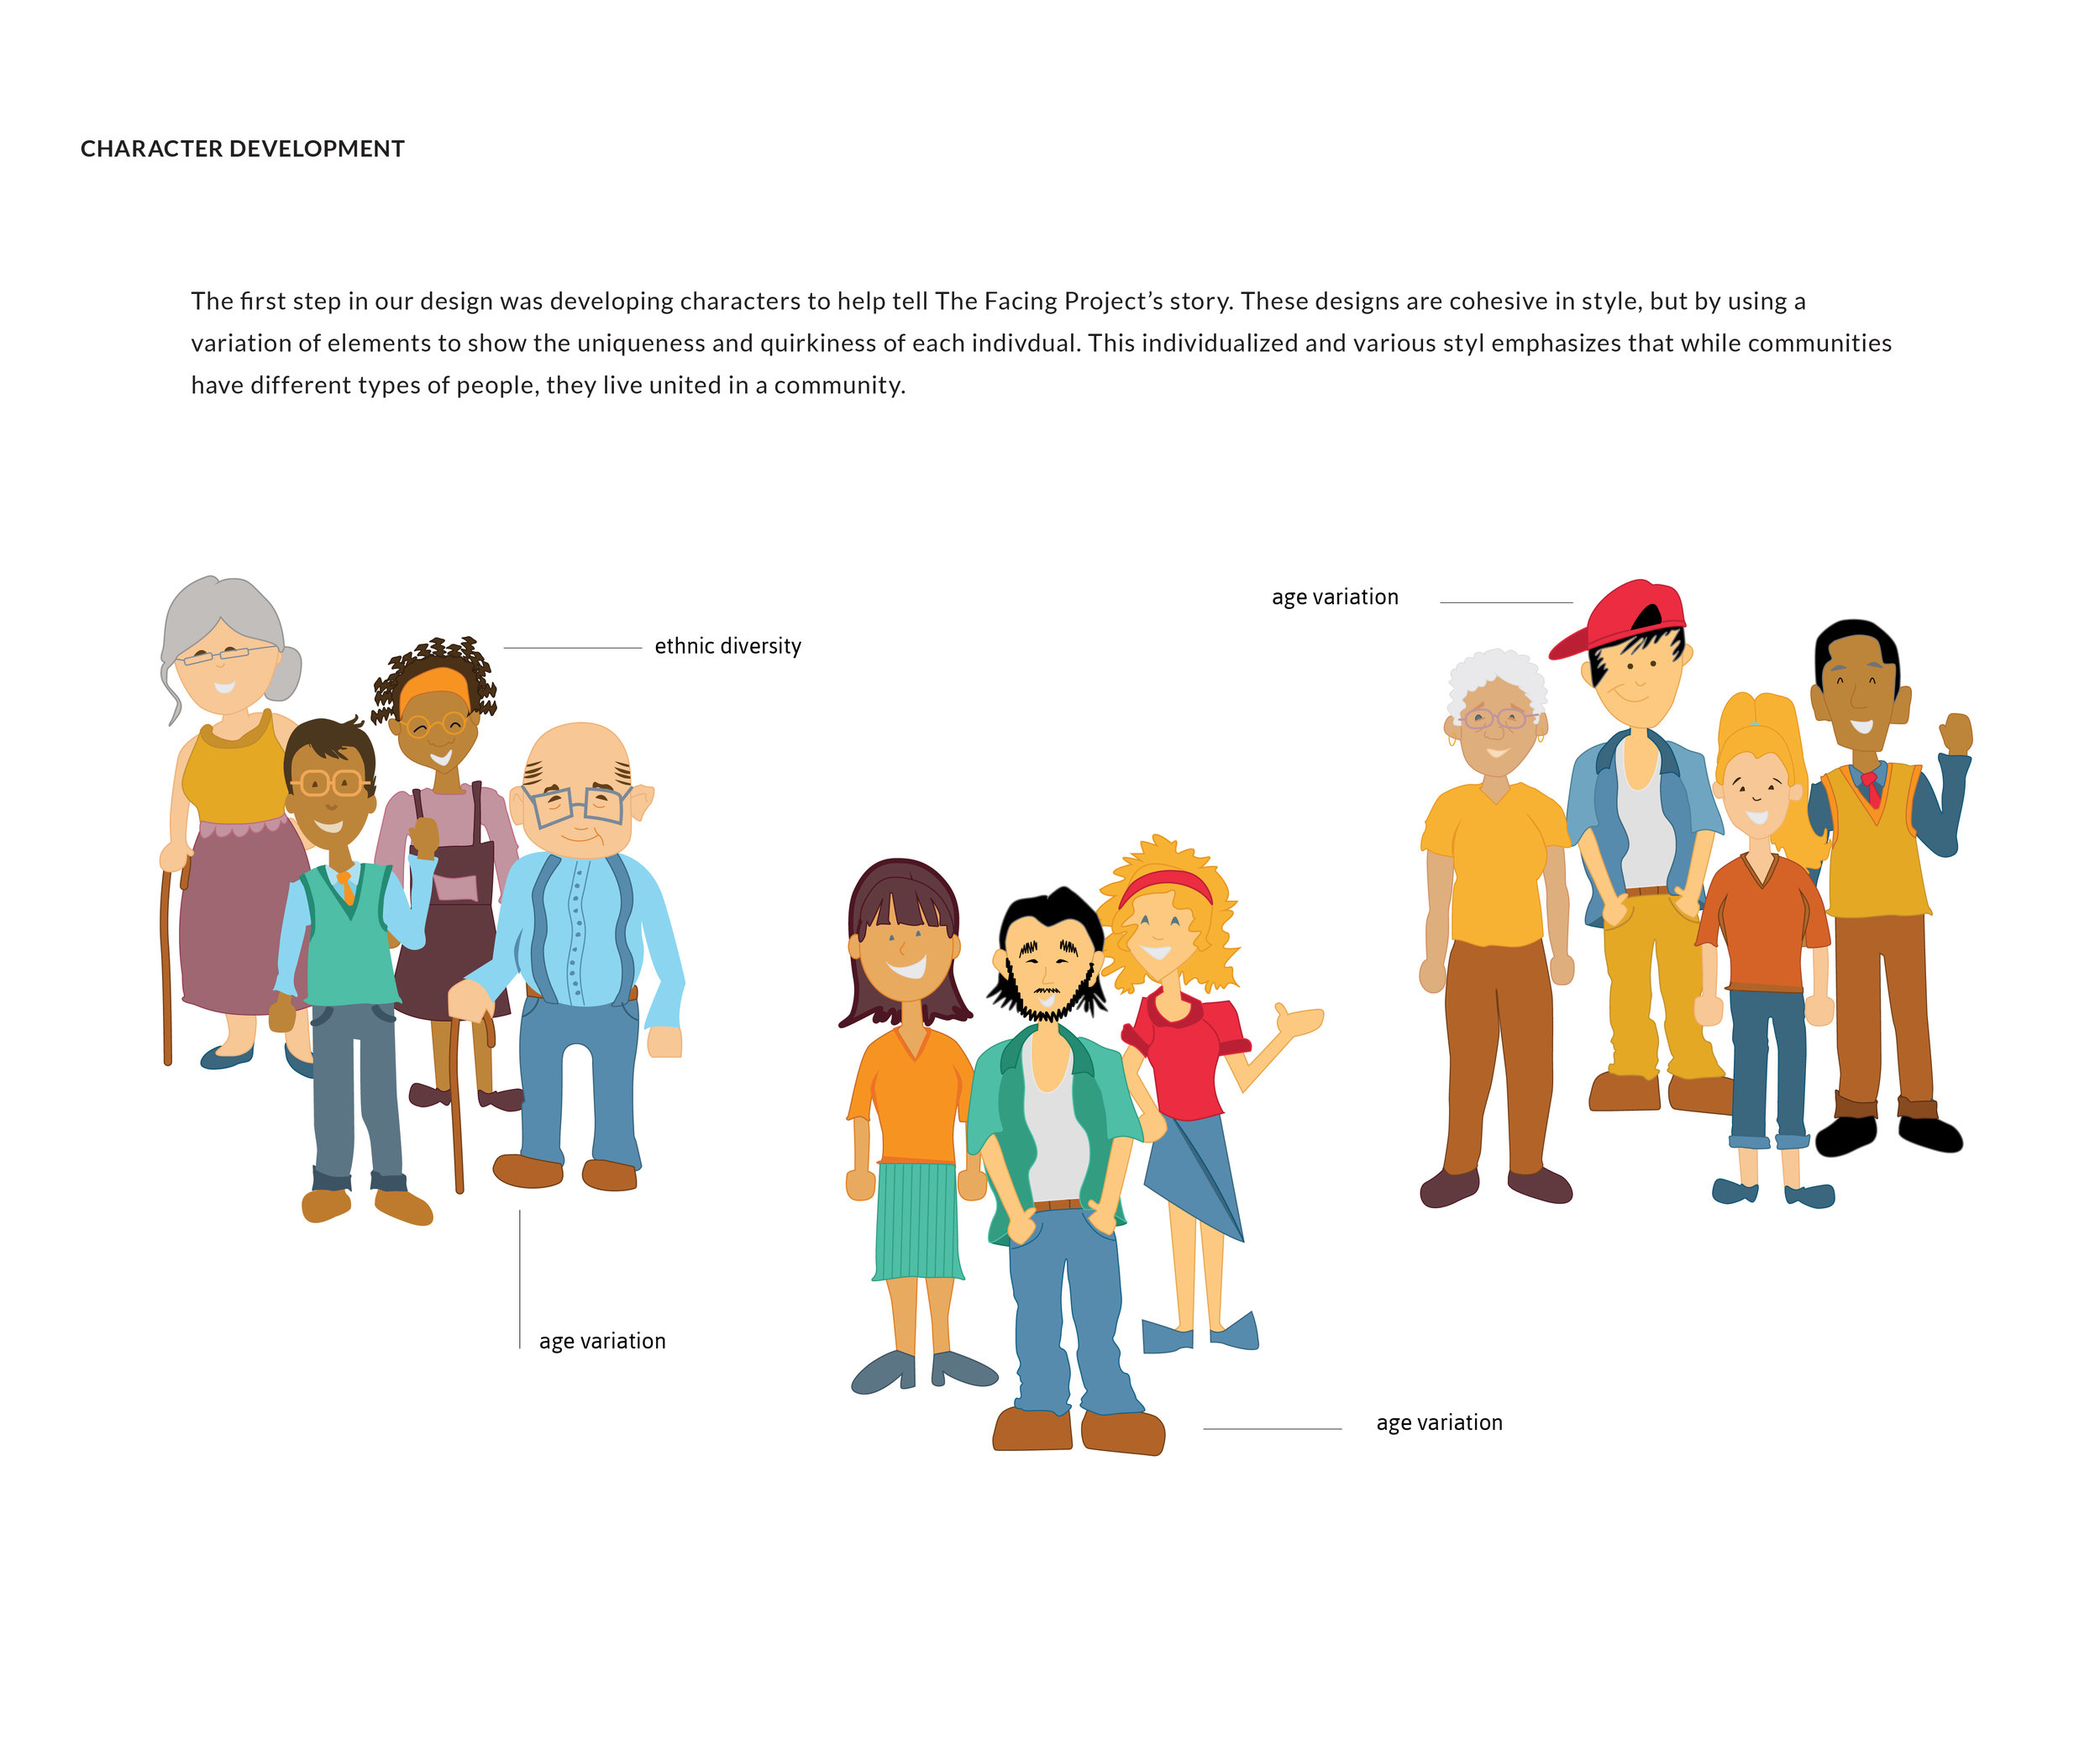 CHARACTER DEVELOPMENT
The first step in our design was developing characters to help tell The Facing Project’s story. These designs are cohesive in style, but by using a
variation of elements to show the uniqueness and quirkiness of each indivdual. This individualized and various styl emphasizes that while communities
have different types of people, they live united in a community.
age variation
ethnic diversity
age variation
age variation